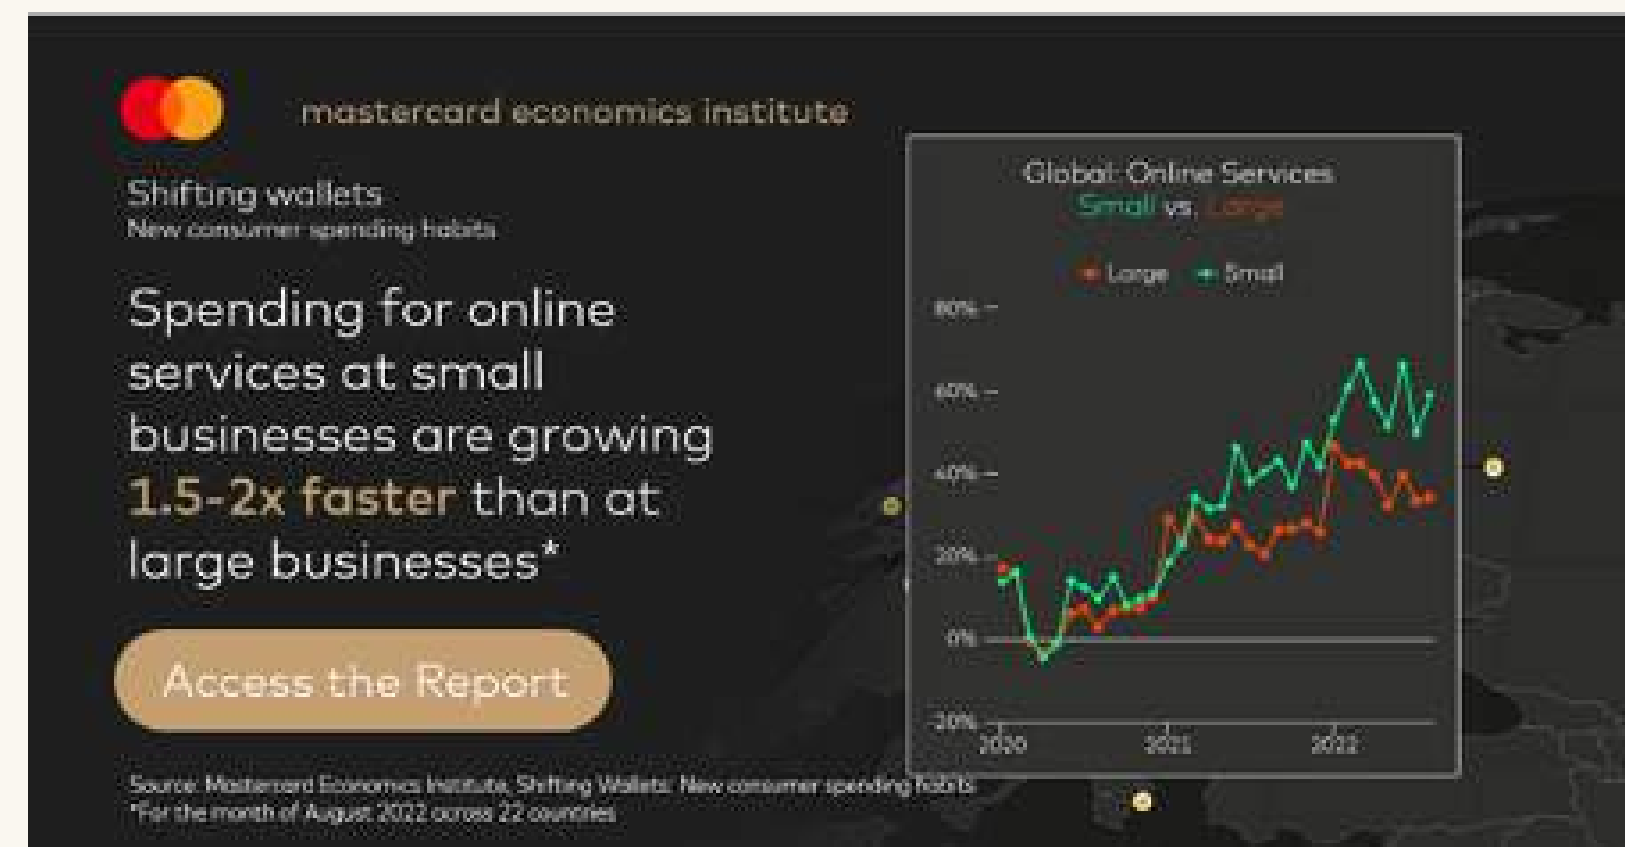 mastercard economics institute
Shifting wallets
New consumer spending habits
Spending for online
services at small
businesses are growing
1.5-2x faster than at
large businesses*
Access the Report
Source: Mastercard Economics Institute, Shifting Wallets: New consumer spending habits
*For the month of August 2022 across 22 countries
Global: Online Services
Small vs. Large
Large Small
80%
60%
40%
20%
0%
-20%
2020 2021 2022